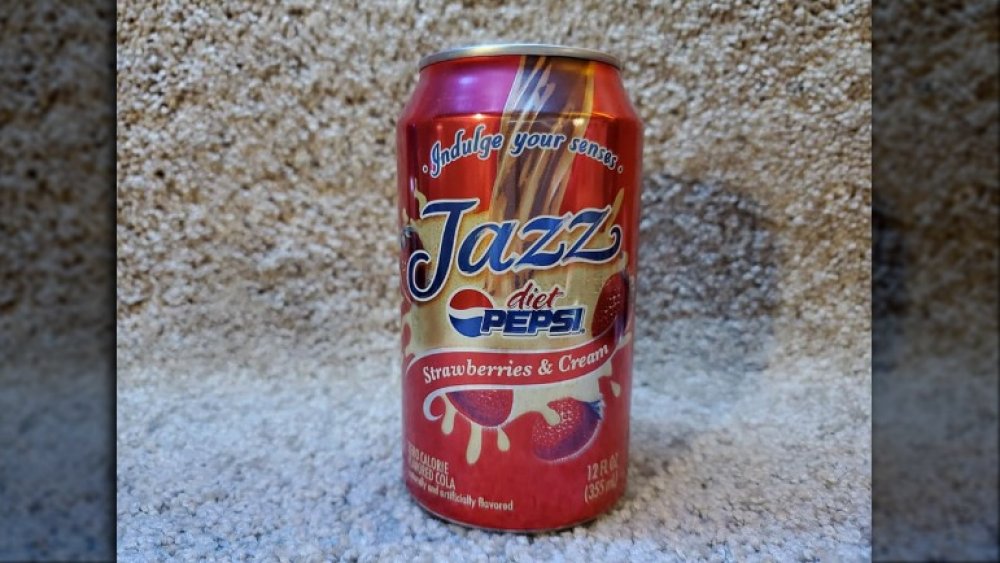 · Indulge your senses ·
Jazz
diet
PEPSI
Strawberries & Cream
CALORIE
COLA
and artificially flavored
12 FL OZ
(355 ml)